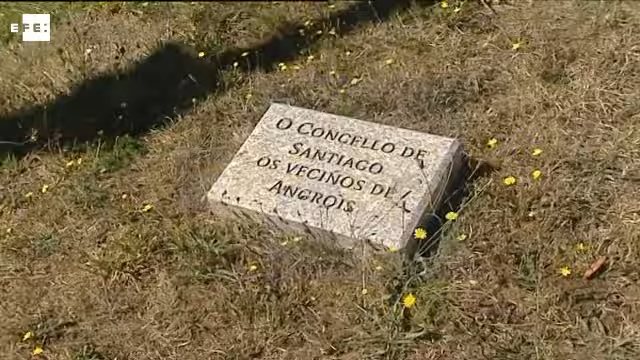 EFE:
O Concello de
Santiago
os vecinos de
Angrois